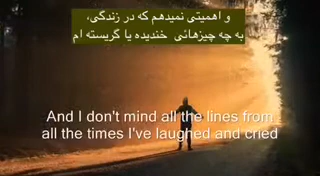 و اهمیتی نمیدهم که در زندگی،
به چه چیزهائی خندیده یا گریسته ام
And I don't mind all the lines from
all the times I've laughed and cried